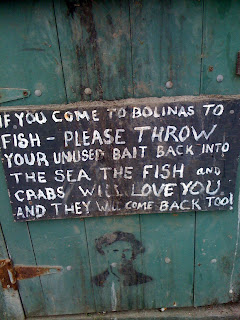 IF YOU COME TO BOLINAS TO
FISH - PLEASE THROW
YOUR UNUSED BAIT BACK INTO
THE SEA. THE FISH AND
CRABS WILL LOVE YOU.
AND THEY WILL COME BACK TOO!